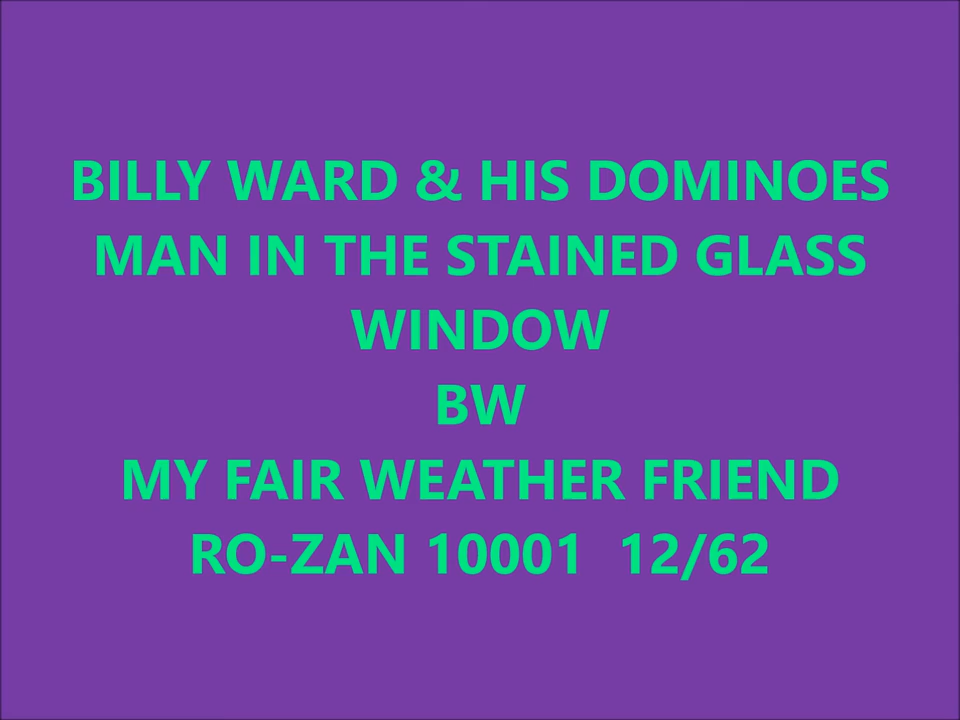 BILLY WARD & HIS DOMINOES
MAN IN THE STAINED GLASS
WINDOW
BW
MY FAIR WEATHER FRIEND
RO-ZAN 10001  12/62